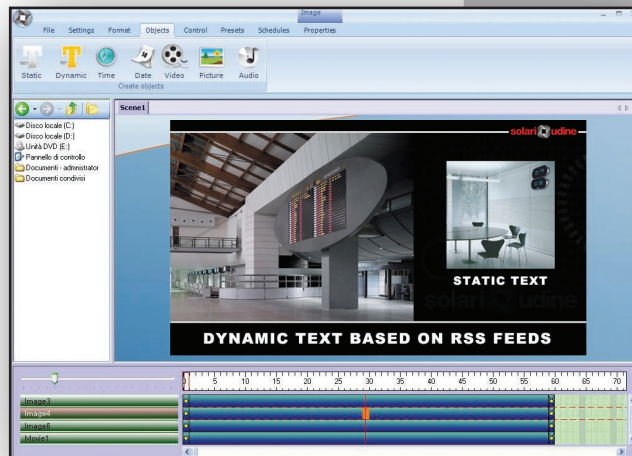 Image
File Settings Format Objects Control Presets Schedules Properties
Static Dynamic Time Date Video Picture Audio
Create objects
Scene1
Disco locale (C:)
Disco locale (D:)
Unità DVD (E:)
Pannello di controllo
Documenti - administrator
Documenti condivisi
solari udine
STATIC TEXT
solari udine
DYNAMIC TEXT BASED ON RSS FEEDS
0 5 10 15 20 25 30 35 40 45 50 55 60 65 70
Image3
Image4
Image6
Movie1